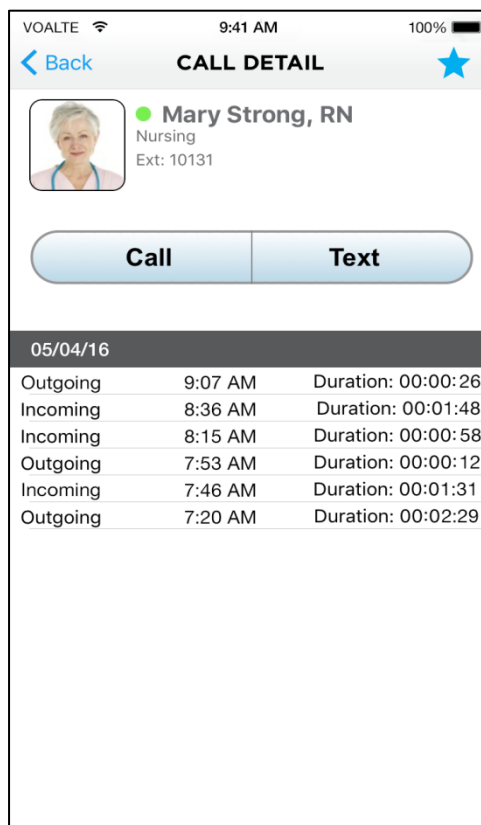 VOALTE 9:41 AM 100%
Back CALL DETAIL
Mary Strong, RN
Nursing
Ext: 10131
Call Text
05/04/16
Outgoing 9:07 AM Duration: 00:00:26
Incoming 8:36 AM Duration: 00:01:48
Incoming 8:15 AM Duration: 00:00:58
Outgoing 7:53 AM Duration: 00:00:12
Incoming 7:46 AM Duration: 00:01:31
Outgoing 7:20 AM Duration: 00:02:29